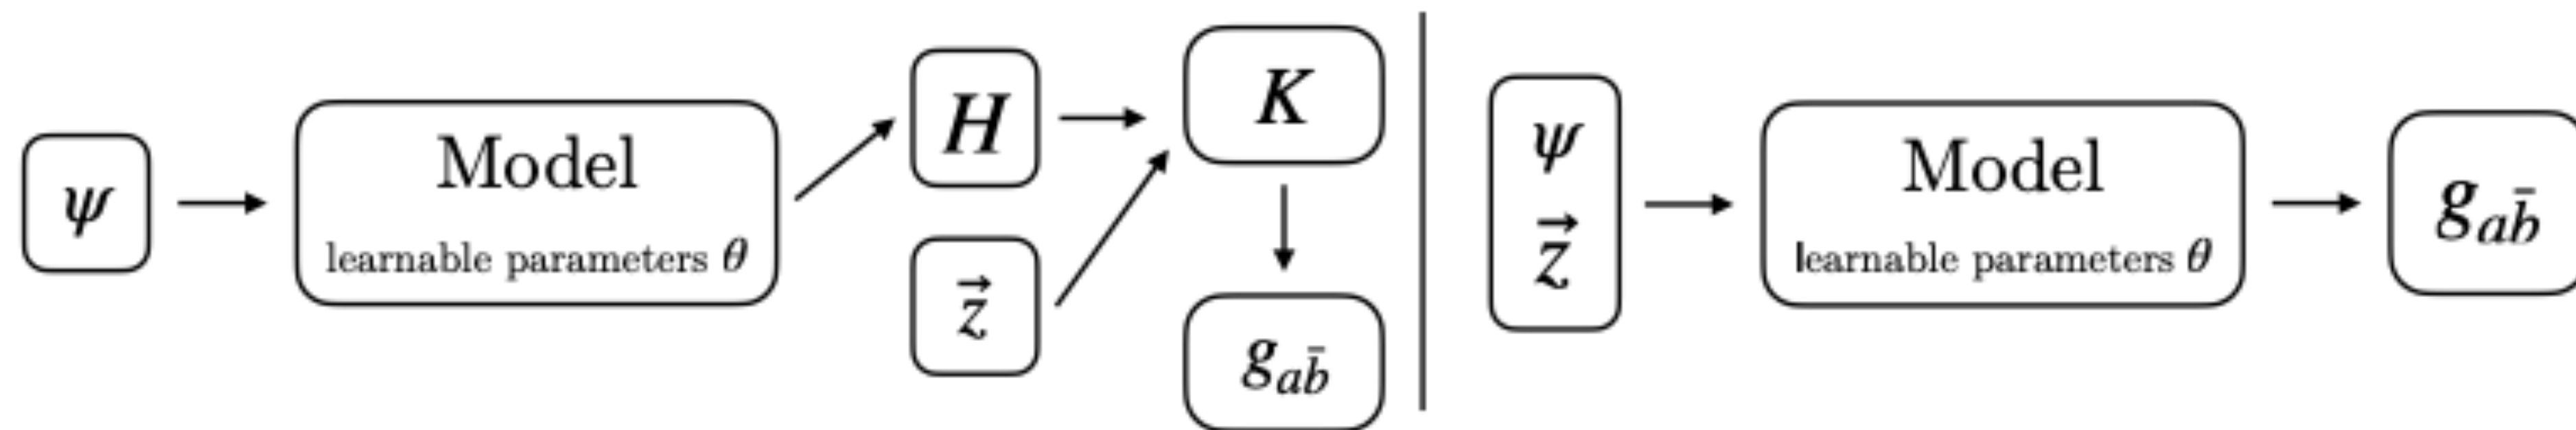 ψ
Model
learnable parameters θ
H
z⃗
K
g_{ab̄}
ψ
z⃗
Model
learnable parameters θ
g_{ab̄}